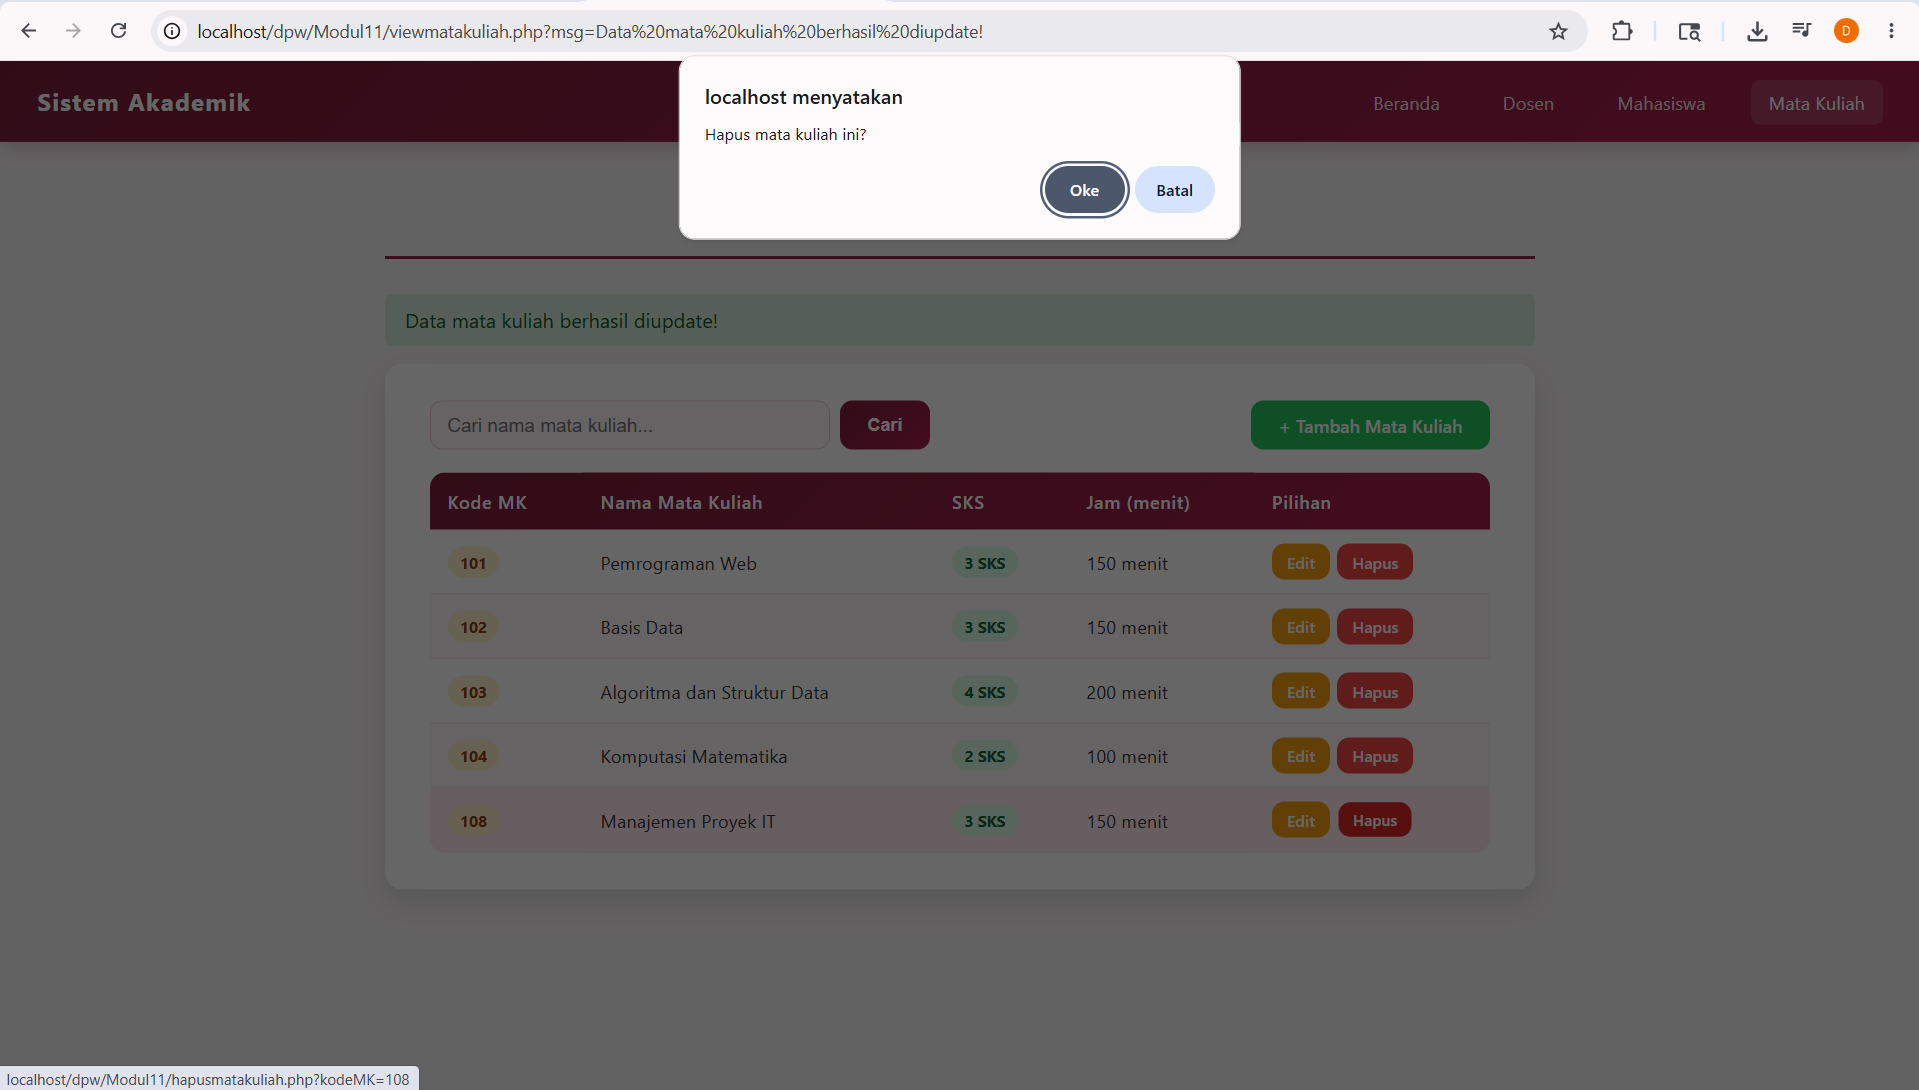 localhost/dpw/Modul11/viewmatakuliah.php?msg=Data%20mata%20kuliah%20berhasil%20diupdate!
D
localhost menyatakan
Hapus mata kuliah ini?
Oke Batal
Sistem Akademik Beranda Dosen Mahasiswa Mata Kuliah
Data mata kuliah berhasil diupdate!
Cari nama mata kuliah... Cari + Tambah Mata Kuliah
Kode MK Nama Mata Kuliah SKS Jam (menit) Pilihan
101 Pemrograman Web 3 SKS 150 menit Edit Hapus
102 Basis Data 3 SKS 150 menit Edit Hapus
103 Algoritma dan Struktur Data 4 SKS 200 menit Edit Hapus
104 Komputasi Matematika 2 SKS 100 menit Edit Hapus
108 Manajemen Proyek IT 3 SKS 150 menit Edit Hapus
localhost/dpw/Modul11/hapusmatakuliah.php?kodeMK=108